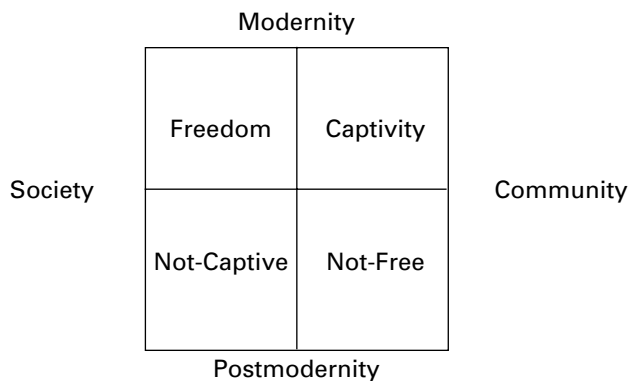 Modernity
Freedom Captivity
Society Community
Not-Captive Not-Free
Postmodernity